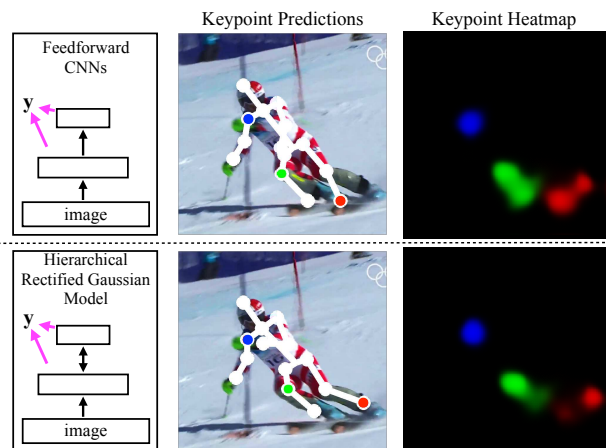 Keypoint Predictions
Keypoint Heatmap
Feedforward
CNNs
y
image
Hierarchical
Rectified Gaussian
Model
y
image